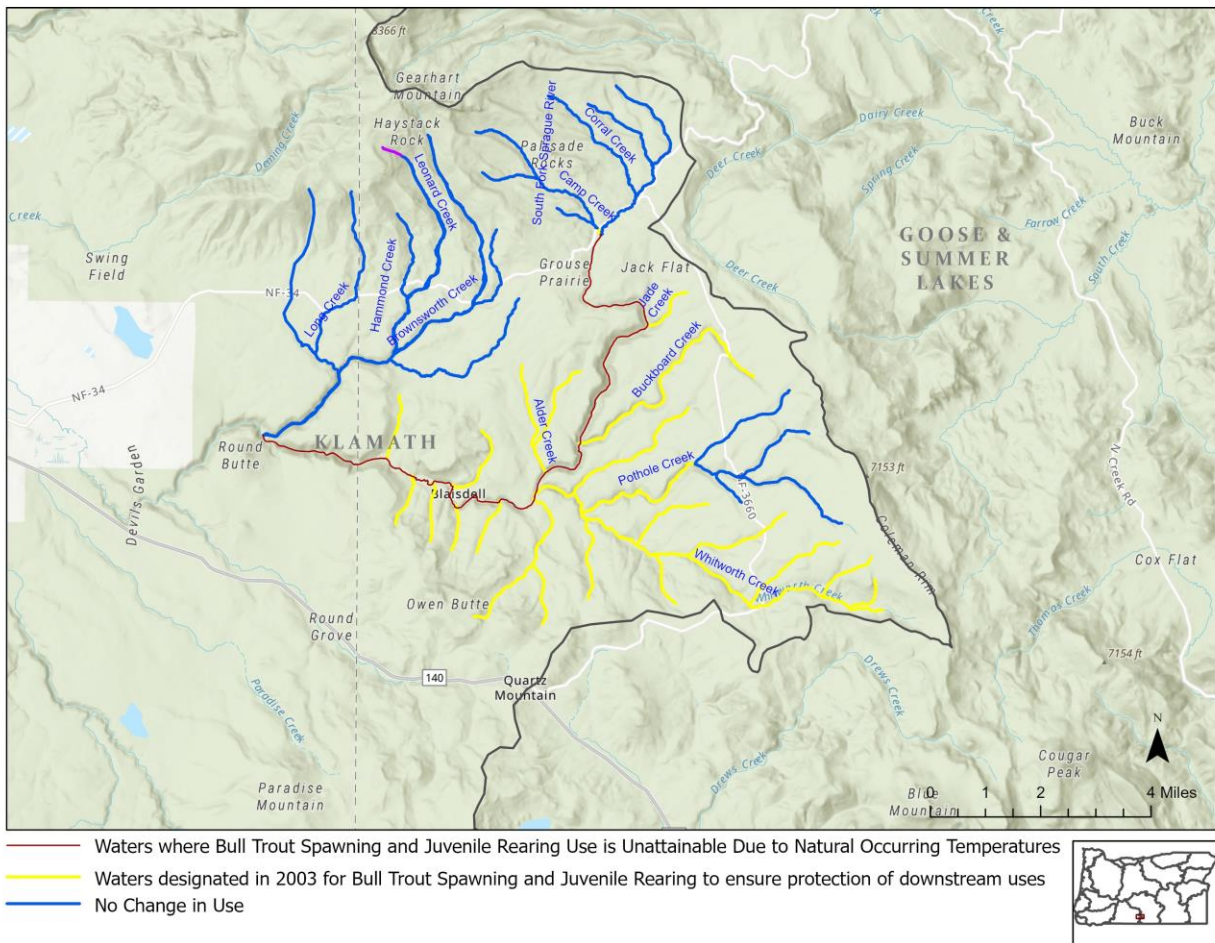 8366 ft
Gearhart
Mountain
Haystack
Rock
Deming Creek
Leonard Creek
Palisade
Rocks
South Fork Sprague River
Corral Creek
Camp Creek
Dairy Creek
Buck
Mountain
Deer Creek
Spring Creek
Farrow Creek
South Creek
GOOSE &
SUMMER
LAKES
Creek
Swing
Field
NF-34
Long Creek
Hammond Creek
Brownsworth Creek
Grouse
Prairie
Jack Flat
Deer Creek
Jade
Creek
NF-34
Buckboard Creek
Round
Butte
KLAMATH
Alder Creek
Devil's Garden
Blaisdell
Pothole Creek
NF-3660
7153 ft
Coleman Rim
N Creek Rd
Whitworth Creek
Whitworth Creek
Cox Flat
Owen Butte
Round
Grove
Thomas Creek
7154 ft
140
Quartz
Mountain
Paradise Creek
Drews Creek
Drews Creek
Paradise
Mountain
Blue
Mountain
Cougar
Peak
N
0 1 2 4 Miles
Waters where Bull Trout Spawning and Juvenile Rearing Use is Unattainable Due to Natural Occurring Temperatures
Waters designated in 2003 for Bull Trout Spawning and Juvenile Rearing to ensure protection of downstream uses
No Change in Use